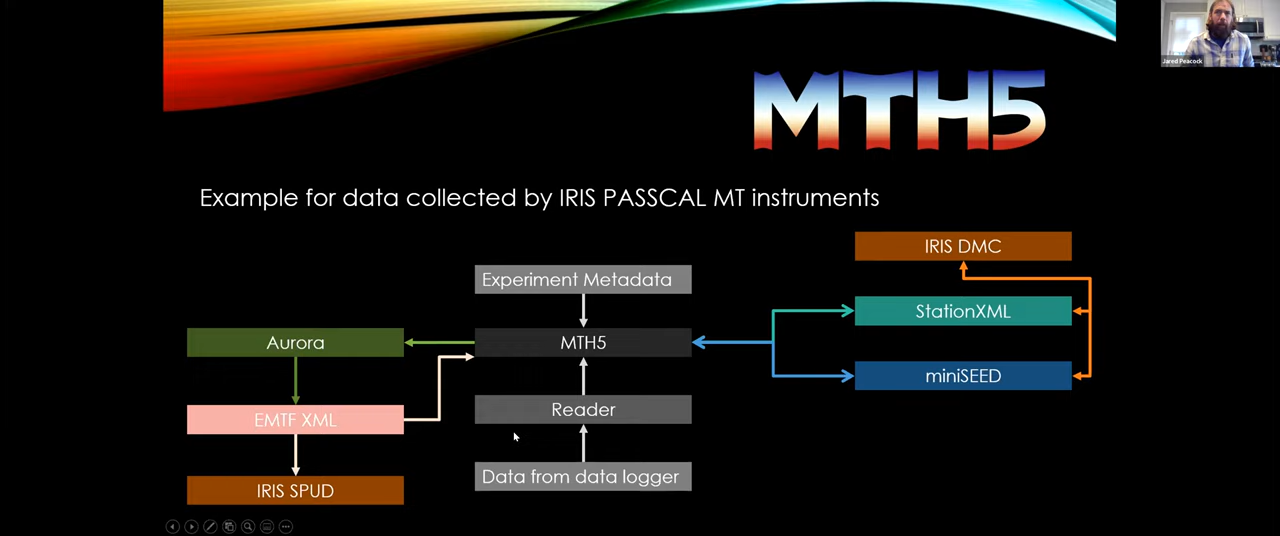 Jared Peacock
MTH5
Example for data collected by IRIS PASSCAL MT instruments
IRIS DMC
Experiment Metadata
StationXML
Aurora
MTH5
miniSEED
Reader
EMTF XML
Data from data logger
IRIS SPUD